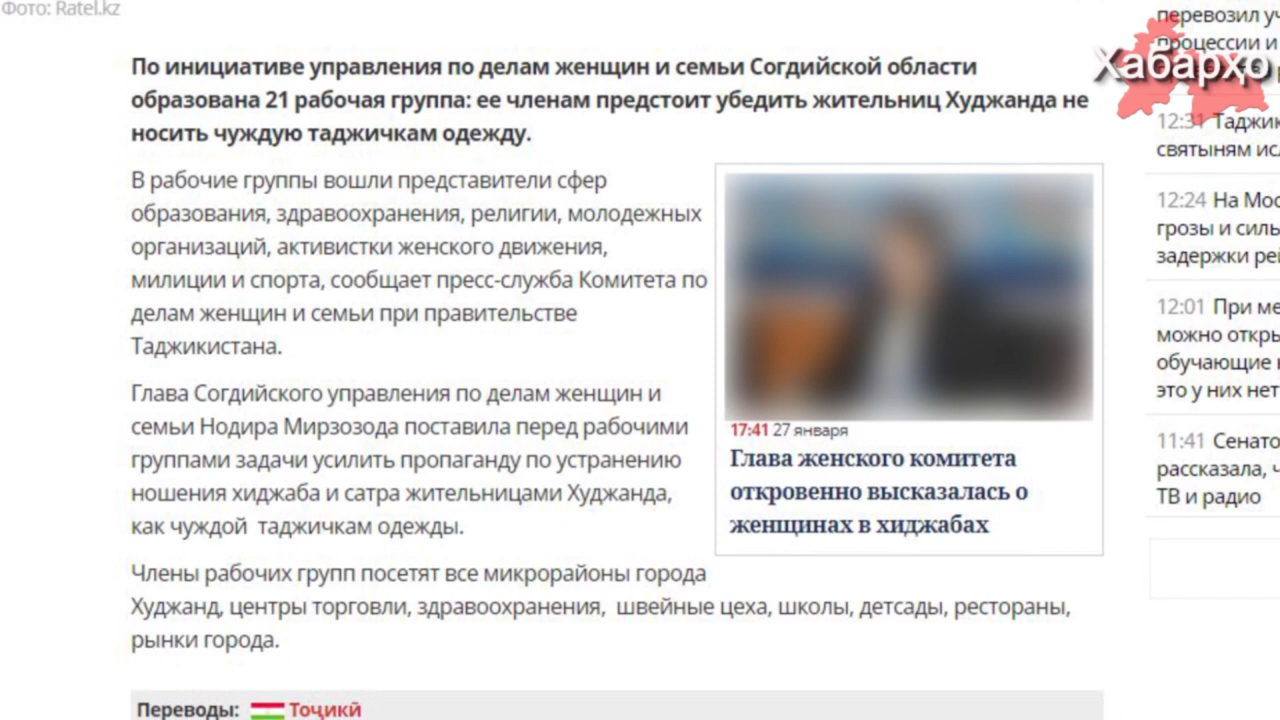 Фото: Ratel.kz
По инициативе управления по делам женщин и семьи Согдийской области
образована 21 рабочая группа: ее членам предстоит убедить жительниц Худжанда не
носить чуждую таджичкам одежду.
В рабочие группы вошли представители сфер
образования, здравоохранения, религии, молодежных
организаций, активистки женского движения,
милиции и спорта, сообщает пресс-служба Комитета по
делам женщин и семьи при правительстве
Таджикистана.
Глава Согдийского управления по делам женщин и
семьи Нодира Мирзозода поставила перед рабочими
группами задачи усилить пропаганду по устранению
ношения хиджаба и сатра жительницами Худжанда,
как чуждой таджичкам одежды.
Члены рабочих групп посетят все микрорайоны города
Худжанд, центры торговли, здравоохранения, швейные цеха, школы, детсады, рестораны,
рынки города.
17:41 27 января
Глава женского комитета
откровенно высказалась о
женщинах в хиджабах
Переводы: Тоҷикӣ
Хабарҳо
перевозил
процессии и
12:31
святыням
12:24 На
грозы и
задержки
12:01 При
можно
обучающие
это у них нет
11:41
рассказала,
ТВ и радио